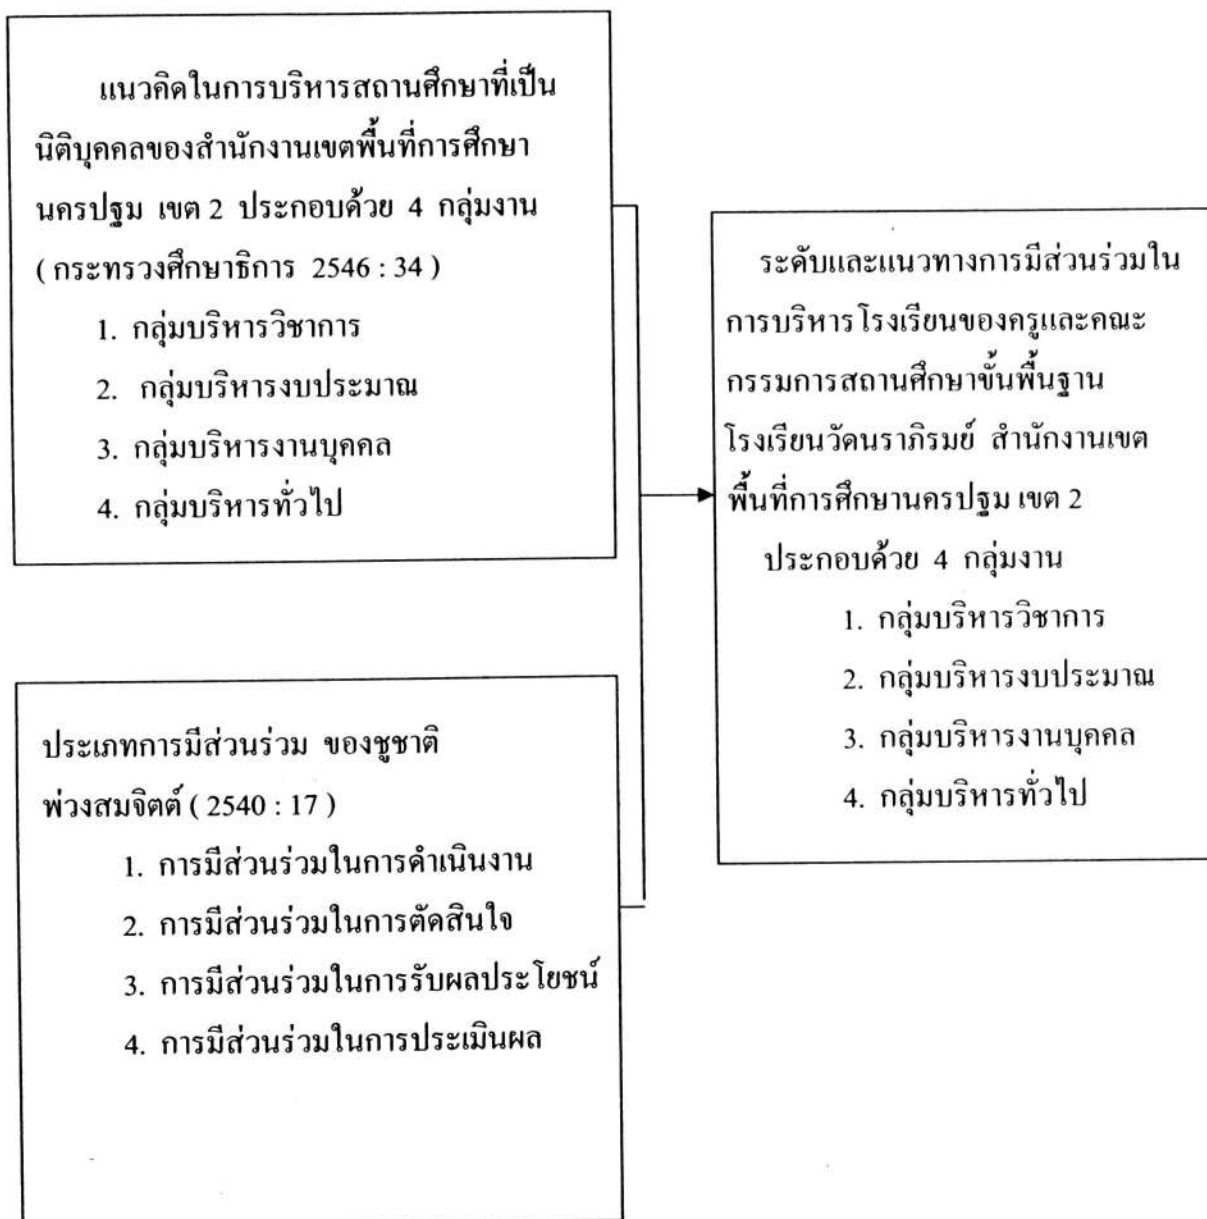 แนวคิดในการบริหารสถานศึกษาที่เป็น
นิติบุคคลของสำนักงานเขตพื้นที่การศึกษา
นครปฐม เขต 2 ประกอบด้วย 4 กลุ่มงาน
( กระทรวงศึกษาธิการ 2546 : 34 )
1. กลุ่มบริหารวิชาการ
2. กลุ่มบริหารงบประมาณ
3. กลุ่มบริหารงานบุคคล
4. กลุ่มบริหารทั่วไป
ประเภทการมีส่วนร่วม ของชูชาติ
พ่วงสมจิตต์ ( 2540 : 17 )
1. การมีส่วนร่วมในการดำเนินงาน
2. การมีส่วนร่วมในการตัดสินใจ
3. การมีส่วนร่วมในการรับผลประโยชน์
4. การมีส่วนร่วมในการประเมินผล
ระดับและแนวทางการมีส่วนร่วมใน
การบริหารโรงเรียนของครูและคณะ
กรรมการสถานศึกษาขั้นพื้นฐาน
โรงเรียนวัดนราภิรมย์ สำนักงานเขต
พื้นที่การศึกษานครปฐม เขต 2
ประกอบด้วย 4 กลุ่มงาน
1. กลุ่มบริหารวิชาการ
2. กลุ่มบริหารงบประมาณ
3. กลุ่มบริหารงานบุคคล
4. กลุ่มบริหารทั่วไป